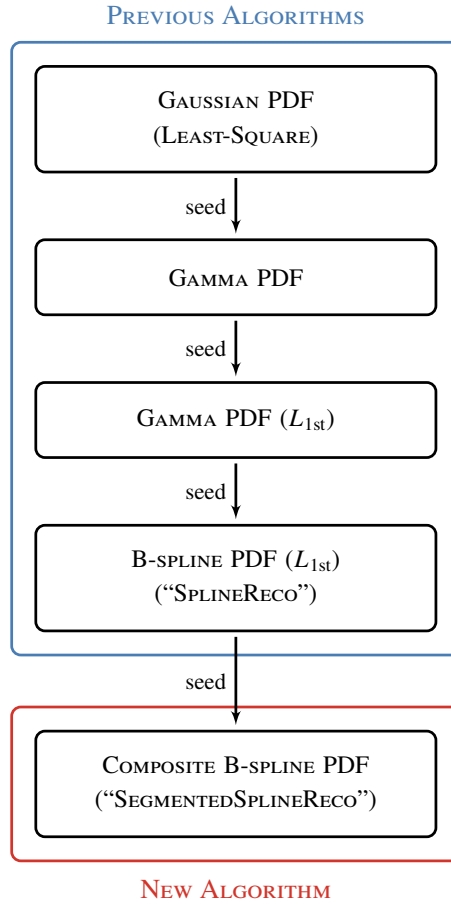 Previous Algorithms
Gaussian PDF
(Least-Square)
seed
Gamma PDF
seed
Gamma PDF (L1st)
seed
B-spline PDF (L1st)
(“SplineReco”)
seed
Composite B-spline PDF
(“SegmentedSplineReco”)
New Algorithm